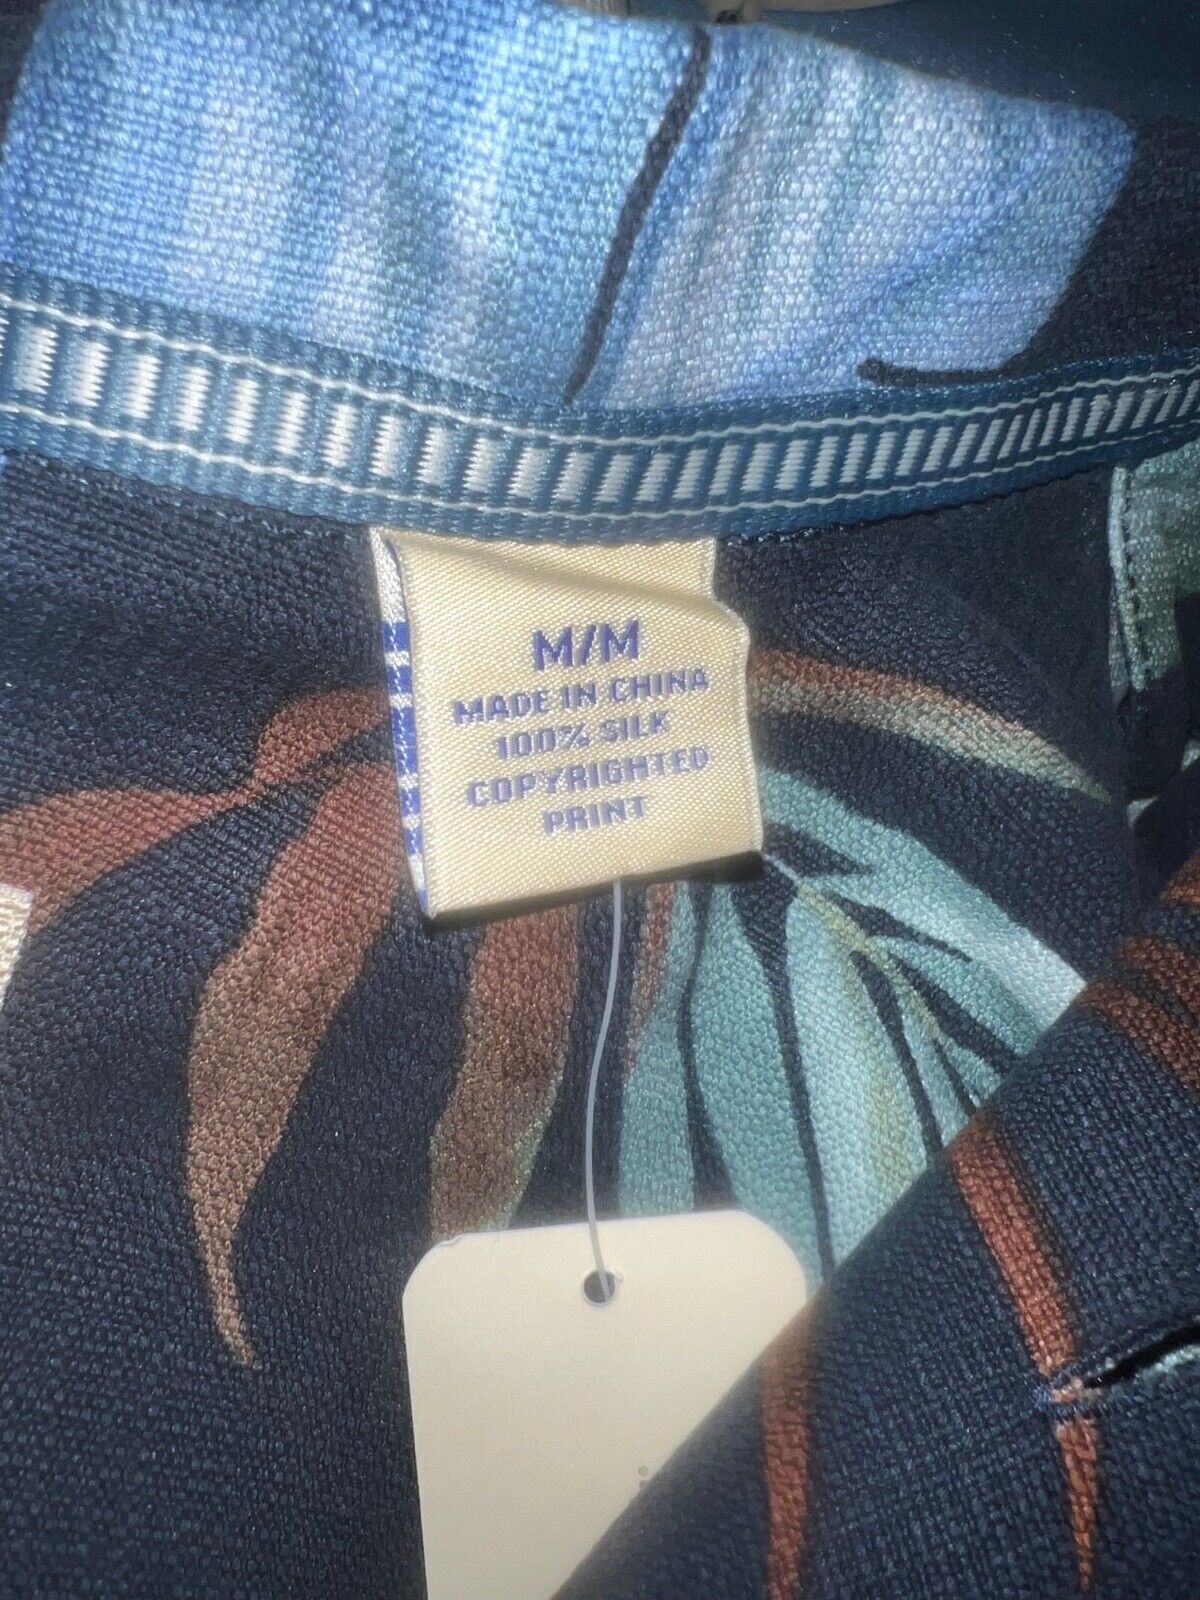 M/M
MADE IN CHINA
100% SILK
COPYRIGHTED
PRINT